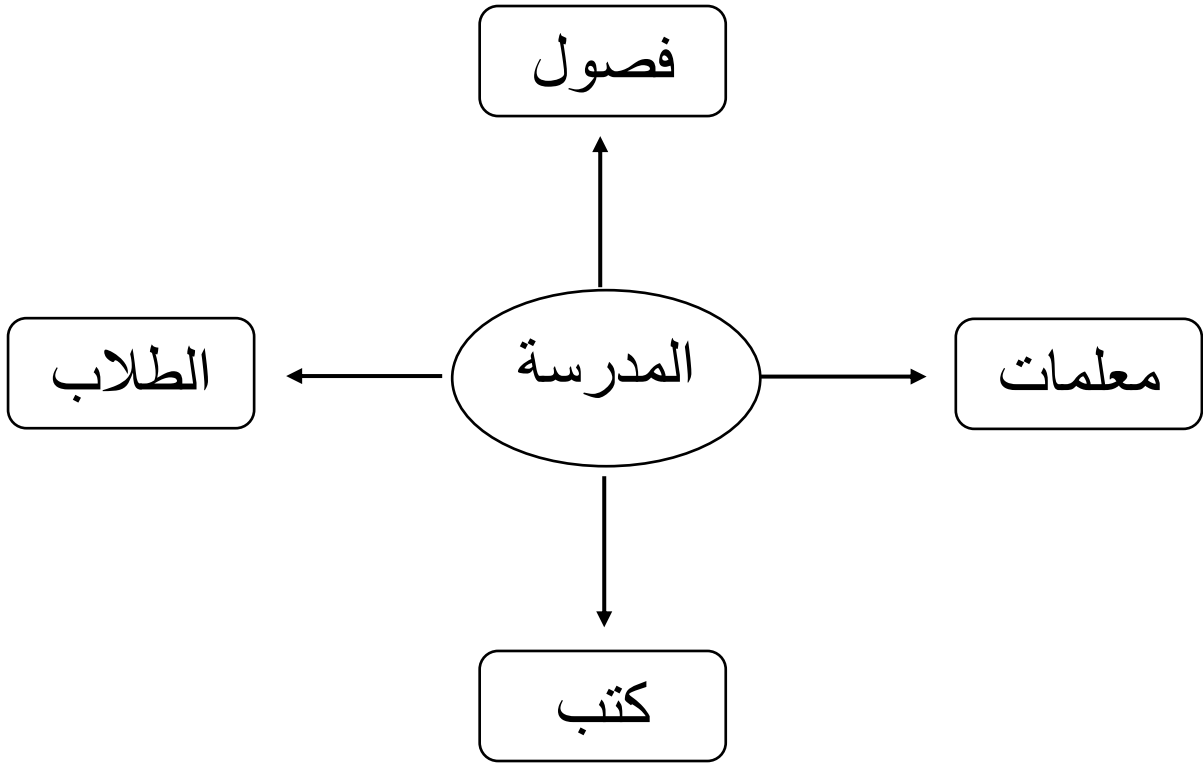 فصول
معلمات
المدرسة
الطلاب
كتب